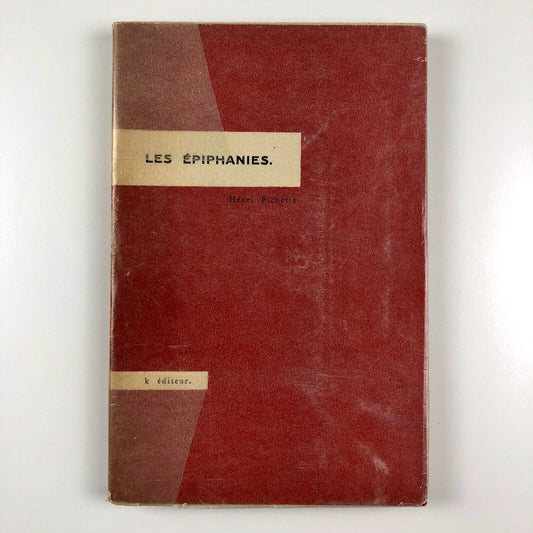 LES ÉPIPHANIES.
Henri Pichette
k éditeur.